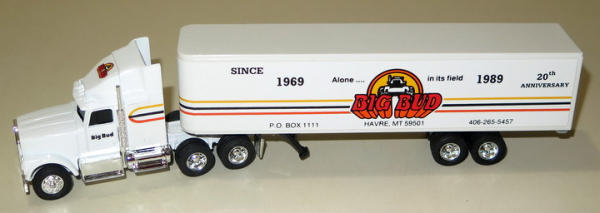 SINCE 1969 Alone .... in its field 1989 20th
ANNIVERSARY
BIG BUD
P.O. BOX 1111 HAVRE, MT 59501 406-265-5457
Big Bud